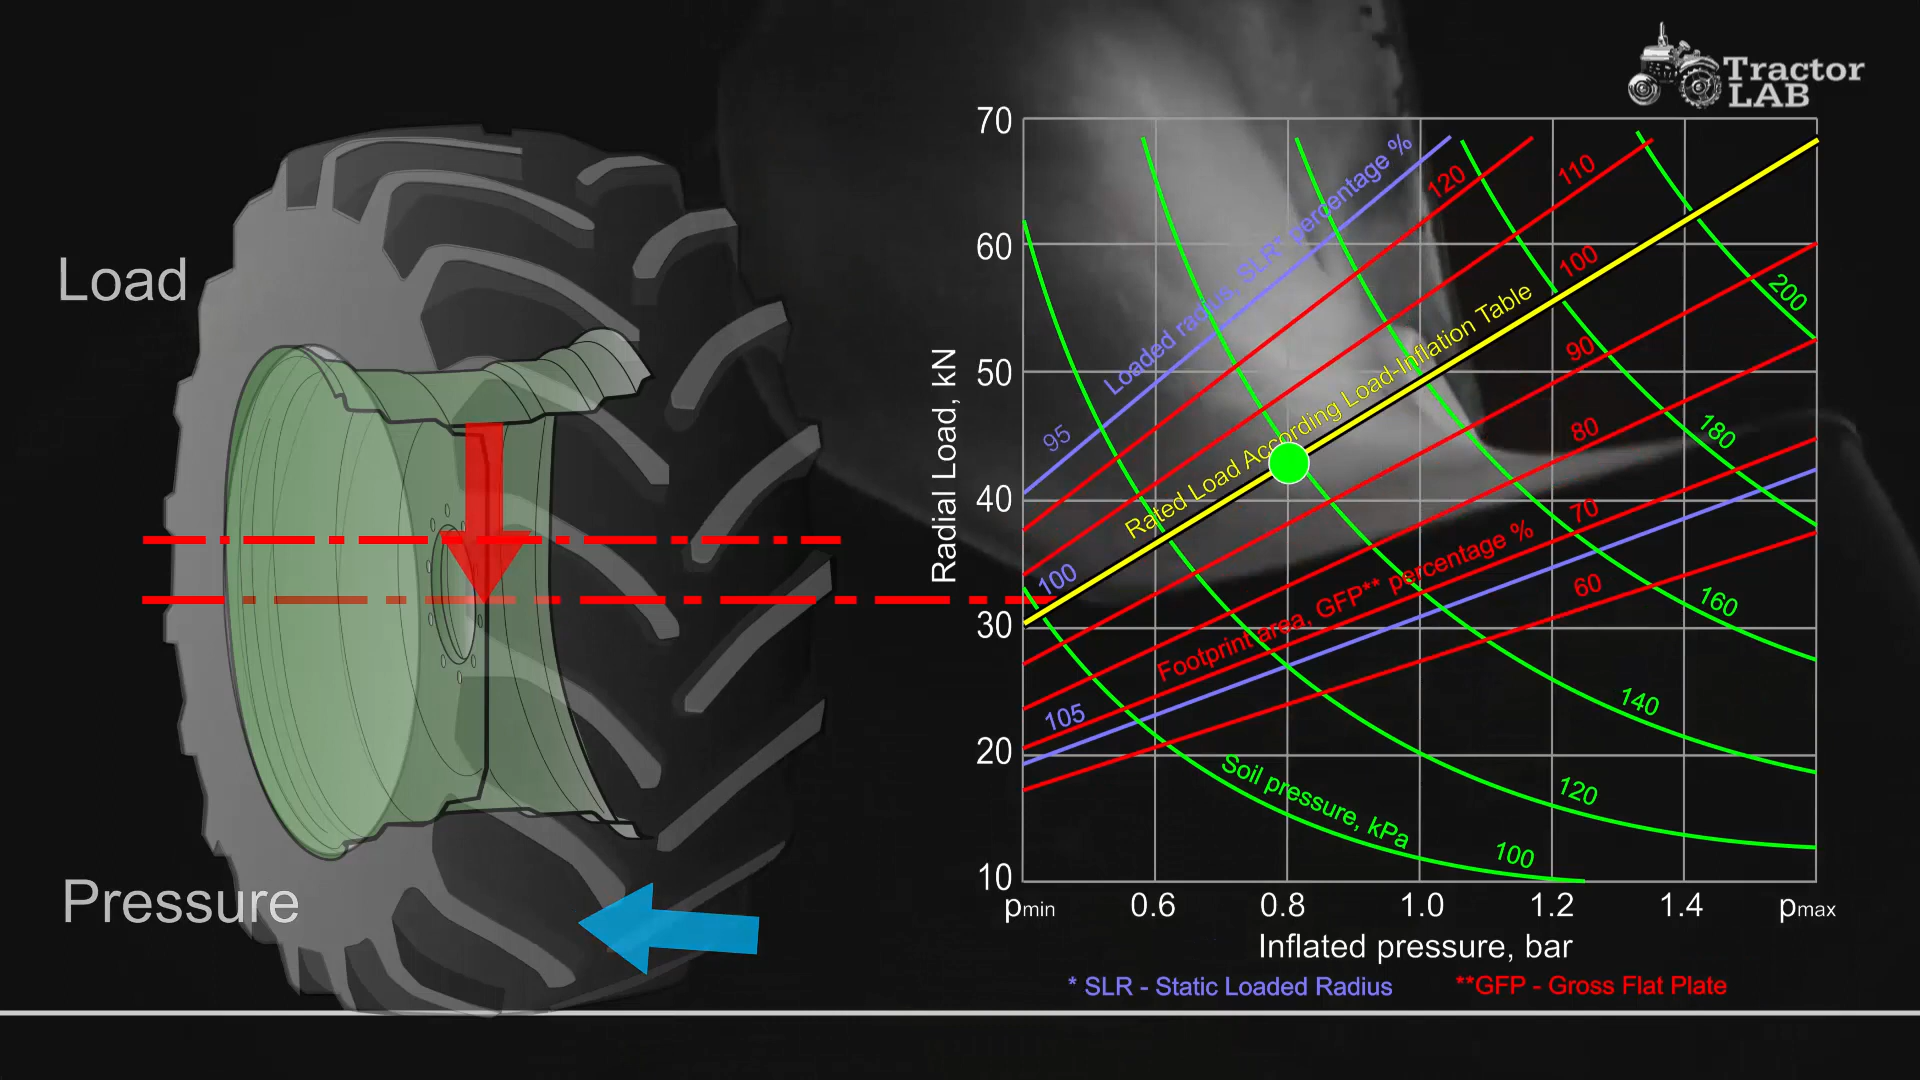 Tractor
LAB
Load
Pressure
Radial Load, kN
70
60
50
40
30
20
10
pmin
0.6
0.8
1.0
1.2
1.4
pmax
Inflated pressure, bar
Loaded radius, SLR* percentage %
95
100
105
Rated Load According Load-Inflation Table
120
110
100
90
80
70
60
Footprint area, GFP** percentage %
200
180
160
140
120
100
Soil pressure, kPa
* SLR - Static Loaded Radius
**GFP - Gross Flat Plate